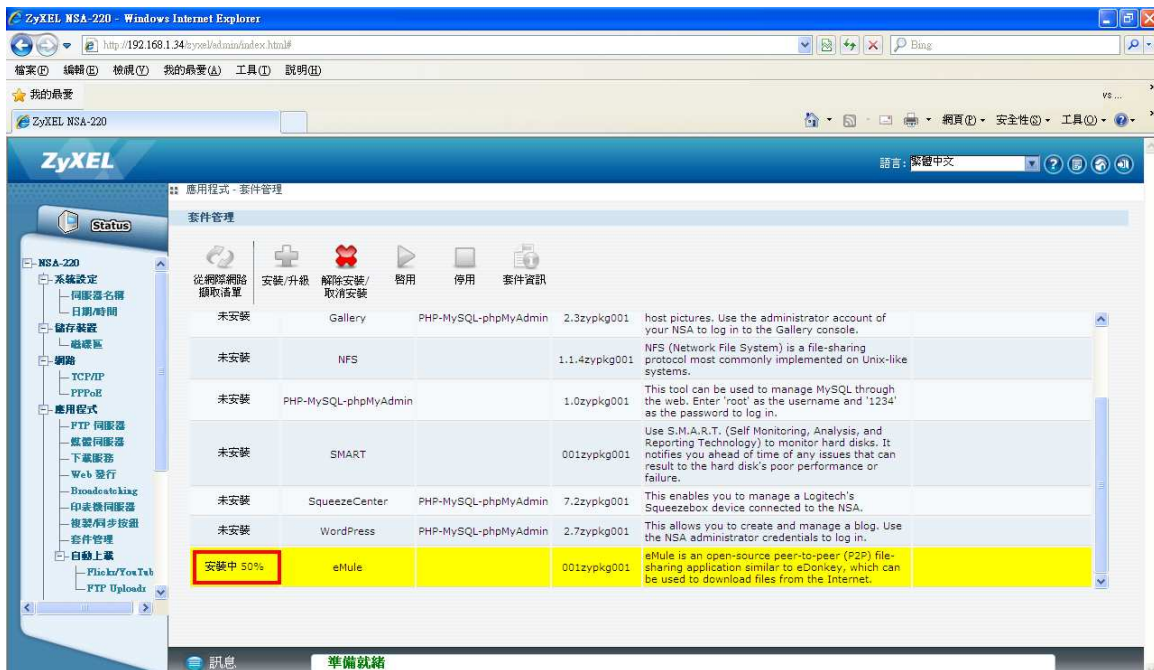 ZyXEL NSA-220 - Windows Internet Explorer
http://192.168.1.34/zyxel/admin/index.html#
Bing
檔案(F) 編輯(E) 檢視(V) 我的最愛(A) 工具(T) 說明(H)
我的最愛
vs ...
ZyXEL NSA-220
網頁(P) 安全性(S) 工具(O)
ZyXEL
語言: 繁體中文
應用程式 - 套件管理
Status
套件管理
從網際網路
擷取清單
安裝/升級
解除安裝/
取消安裝
啓用
停用
套件資訊
NSA-220
系統設定
伺服器名稱
日期/時間
儲存裝置
磁碟區
網路
TCP/IP
PPPoE
應用程式
FTP 伺服器
媒體伺服器
下載服務
Web 發行
Broadcatching
印表機伺服器
複製/同步按鈕
套件管理
自動上載
Flickr/YouTub
FTP Uploadr
未安裝 Gallery PHP-MySQL-phpMyAdmin 2.3zypkg001 host pictures. Use the administrator account of
your NSA to log in to the Gallery console.
未安裝 NFS 1.1.4zypkg001 NFS (Network File System) is a file-sharing
protocol most commonly implemented on Unix-like
systems.
未安裝 PHP-MySQL-phpMyAdmin 1.0zypkg001 This tool can be used to manage MySQL through
the web. Enter 'root' as the username and '1234'
as the password to log in.
未安裝 SMART 001zypkg001 Use S.M.A.R.T. (Self Monitoring, Analysis, and
Reporting Technology) to monitor hard disks. It
notifies you ahead of time of any issues that can
result to the hard disk's poor performance or
failure.
未安裝 SqueezeCenter PHP-MySQL-phpMyAdmin 7.2zypkg001 This enables you to manage a Logitech's
Squeezebox device connected to the NSA.
未安裝 WordPress PHP-MySQL-phpMyAdmin 2.7zypkg001 This allows you to create and manage a blog. Use
the NSA administrator credentials to log in.
安裝中 50% eMule 001zypkg001 eMule is an open-source peer-to-peer (P2P) file-
sharing application similar to eDonkey, which can
be used to download files from the Internet.
訊息 準備就緒